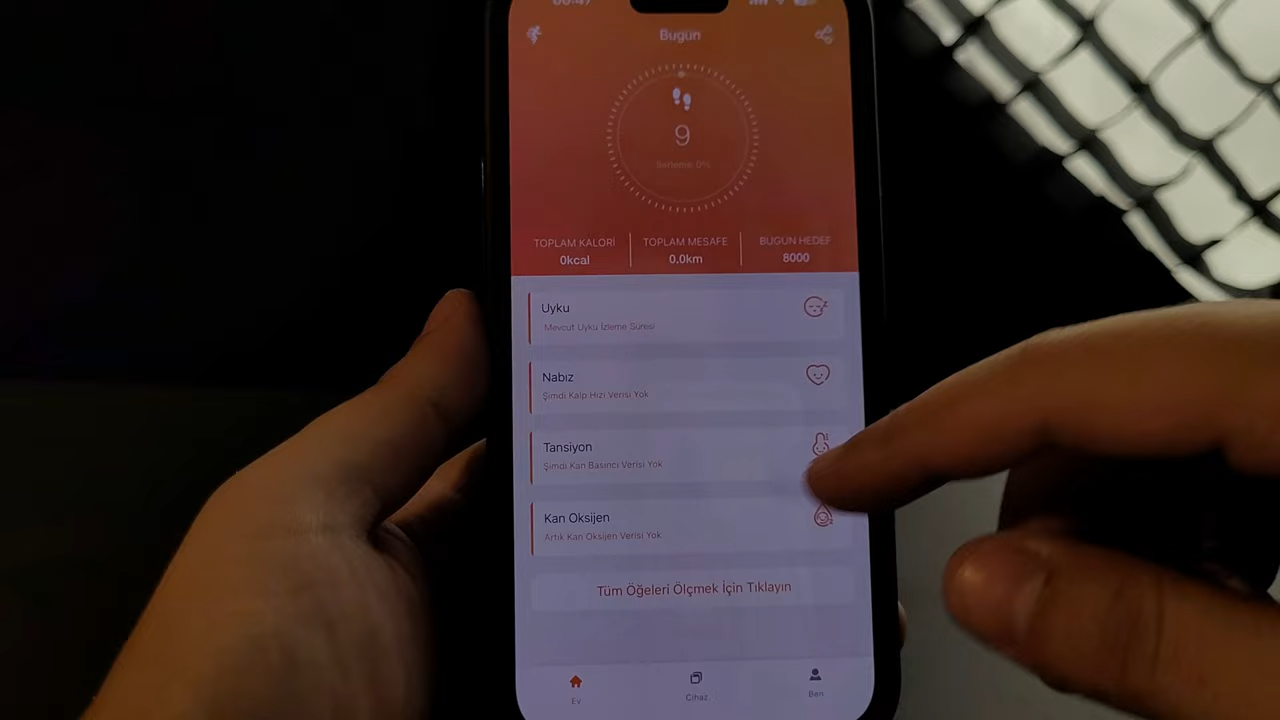 Bugün
9
İlerleme 0%
TOPLAM KALORİ
0kcal
TOPLAM MESAFE
0.0km
BUGÜN HEDEF
8000
Uyku
Mevcut Uyku İzleme Süresi
Nabız
Şimdi Kalp Hızı Verisi Yok
Tansiyon
Şimdi Kan Basıncı Verisi Yok
Kan Oksijen
Artık Kan Oksijen Verisi Yok
Tüm Öğeleri Ölçmek İçin Tıklayın
Ev
Cihaz
Ben